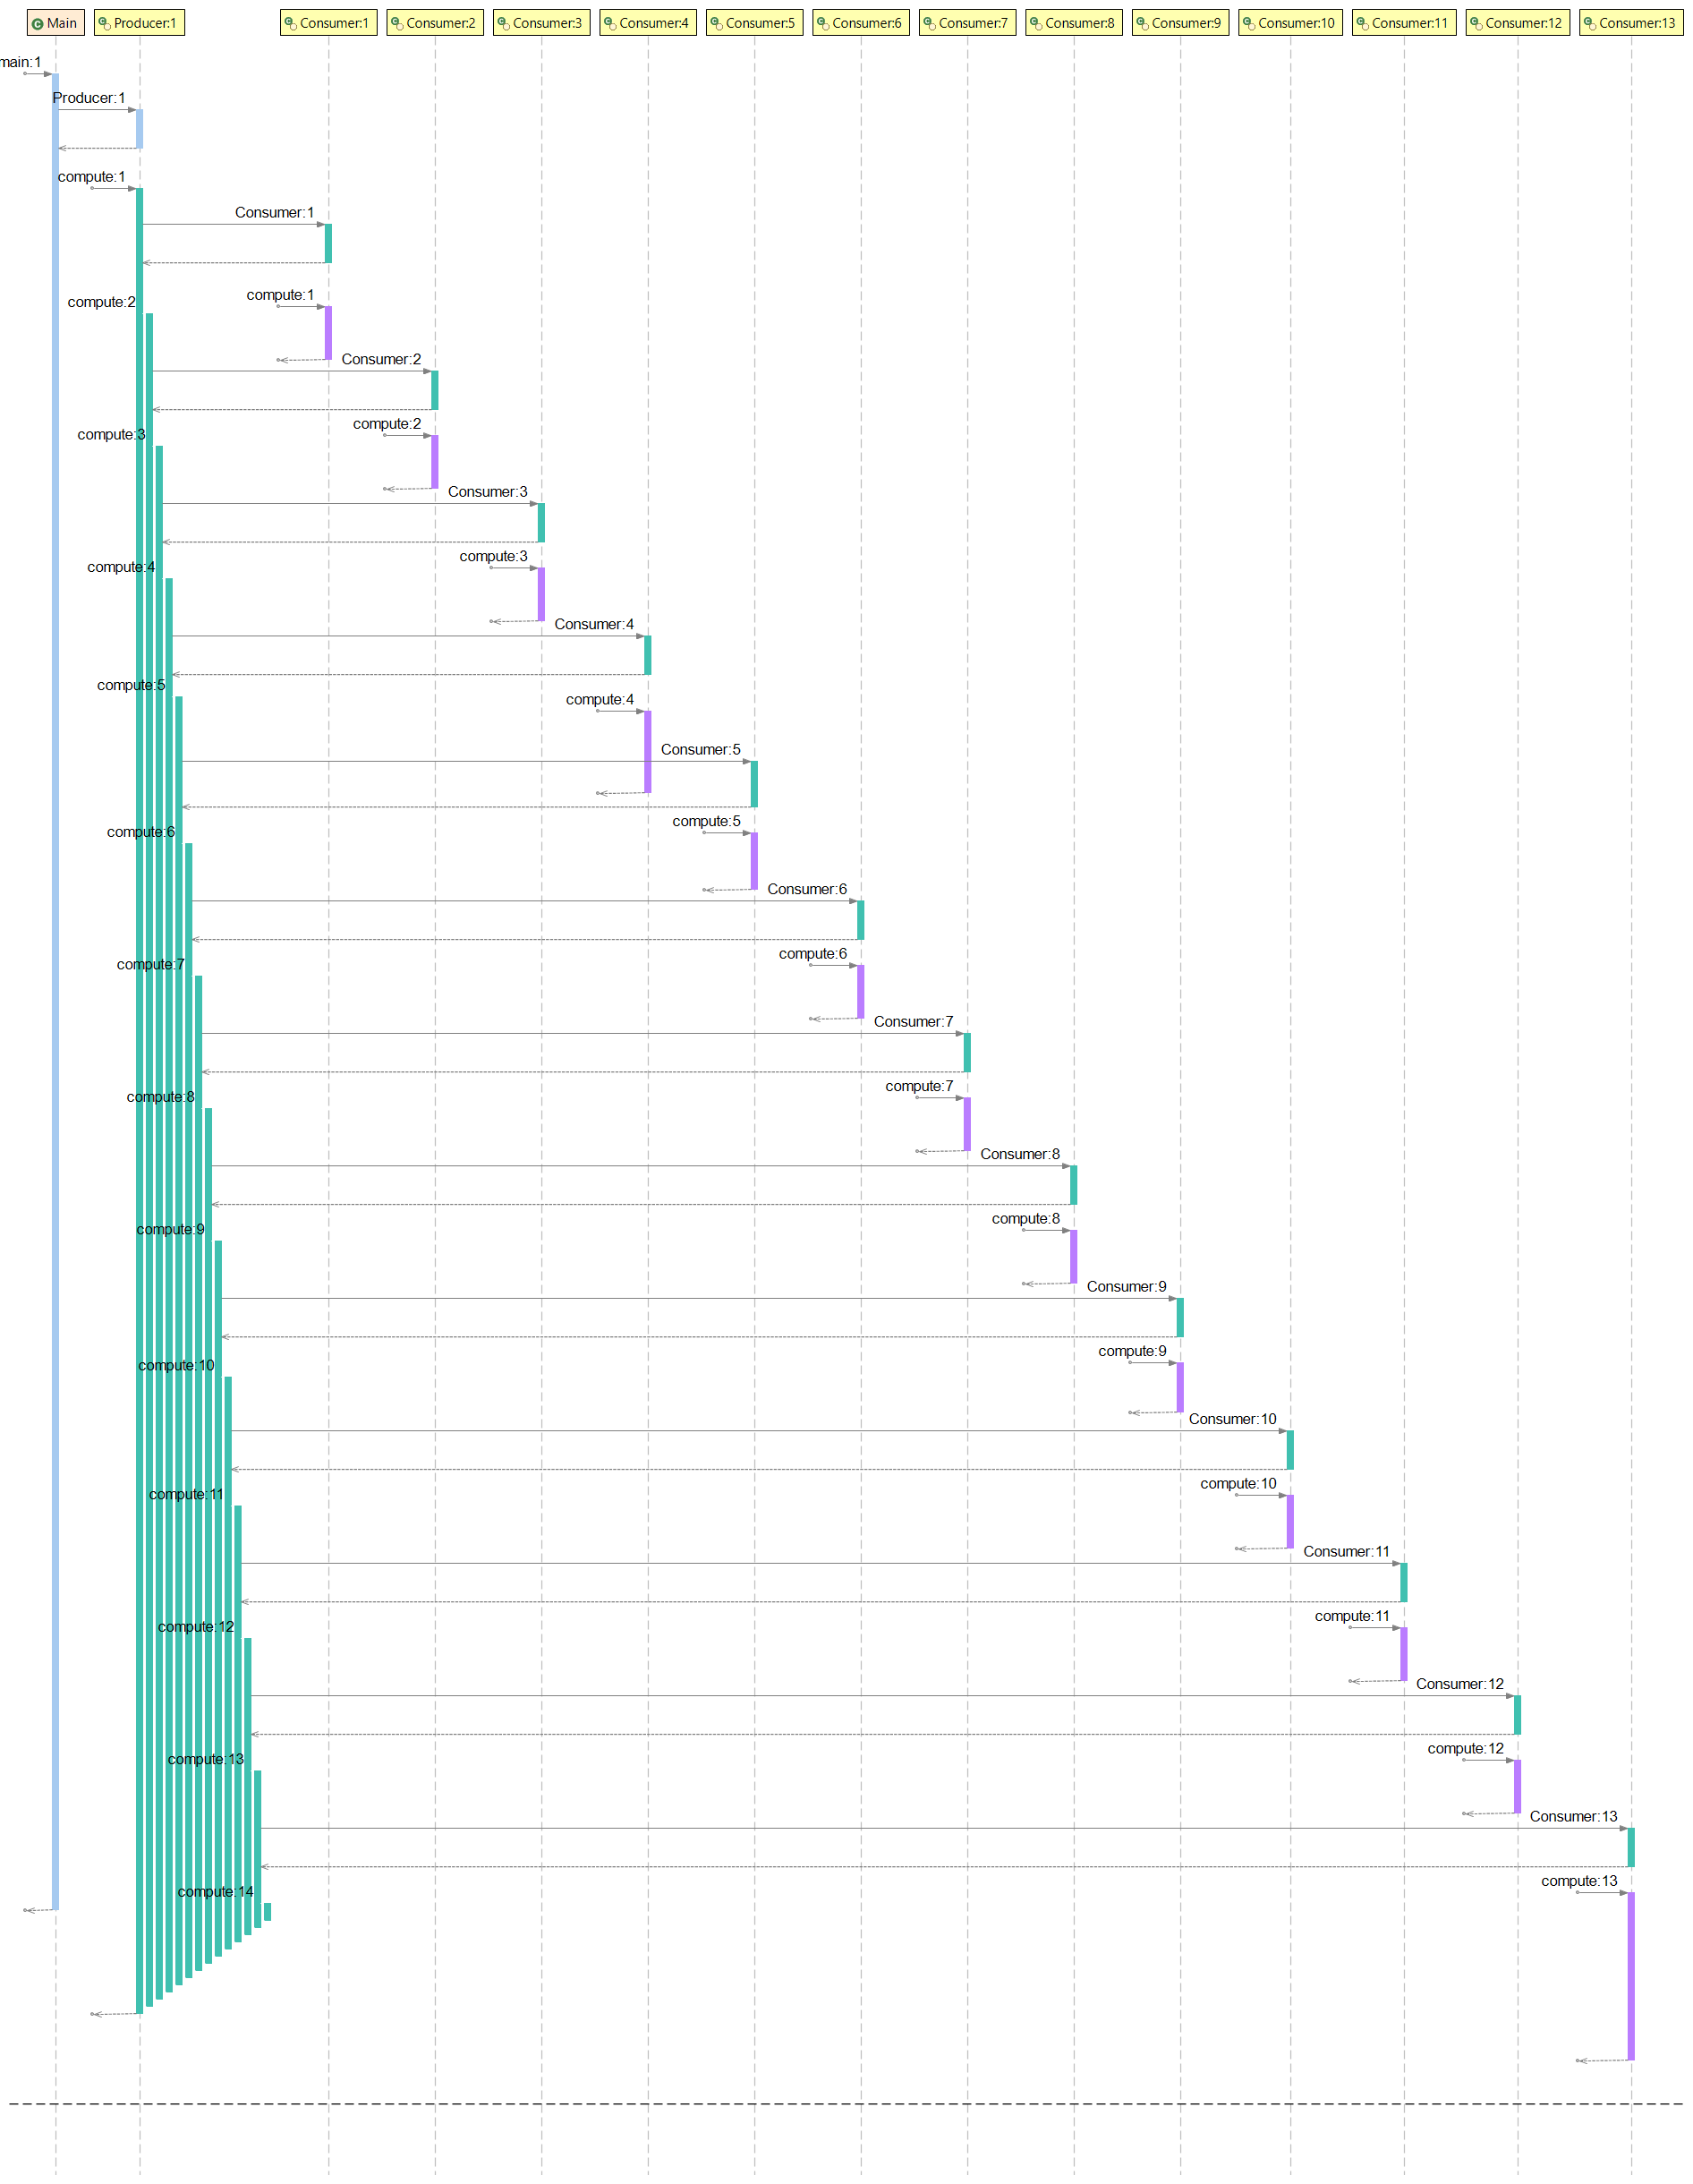 Main Producer:1 Consumer:1 Consumer:2 Consumer:3 Consumer:4 Consumer:5 Consumer:6 Consumer:7 Consumer:8 Consumer:9 Consumer:10 Consumer:11 Consumer:12 Consumer:13
main:1
Producer:1
compute:1
Consumer:1
compute:1
compute:2
Consumer:2
compute:2
compute:3
Consumer:3
compute:3
compute:4
Consumer:4
compute:5
compute:4
Consumer:5
compute:5
compute:6
Consumer:6
compute:6
compute:7
Consumer:7
compute:7
compute:8
Consumer:8
compute:8
compute:9
Consumer:9
compute:9
compute:10
Consumer:10
compute:10
compute:11
Consumer:11
compute:11
compute:12
Consumer:12
compute:12
compute:13
Consumer:13
compute:13
compute:14